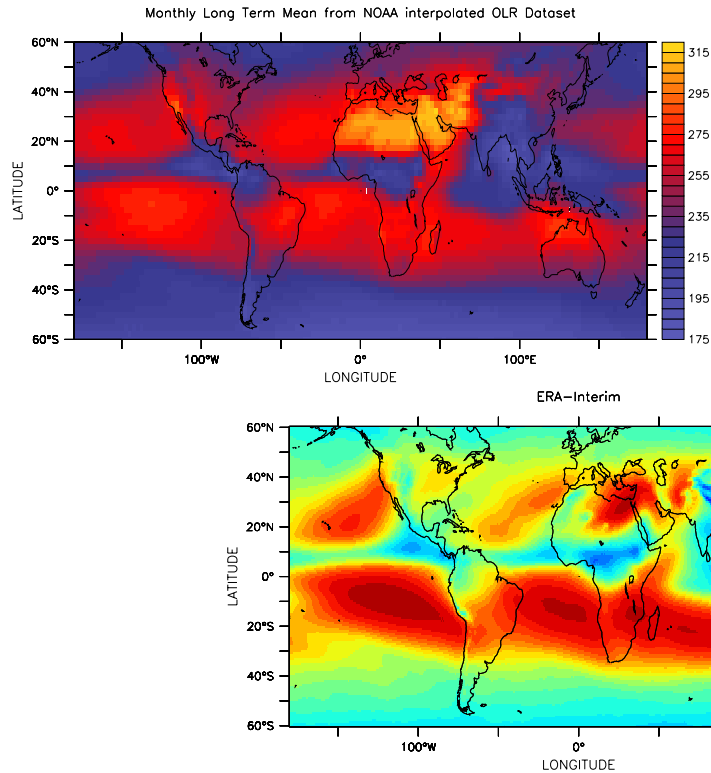 Monthly Long Term Mean from NOAA interpolated OLR Dataset
60°N
40°N
20°N
0°
20°S
40°S
60°S
LATITUDE
100°W 0° 100°E
LONGITUDE
315
295
275
255
235
215
195
175
ERA−Interim
60°N
40°N
20°N
0°
20°S
40°S
60°S
LATITUDE
100°W 0°
LONGITUDE